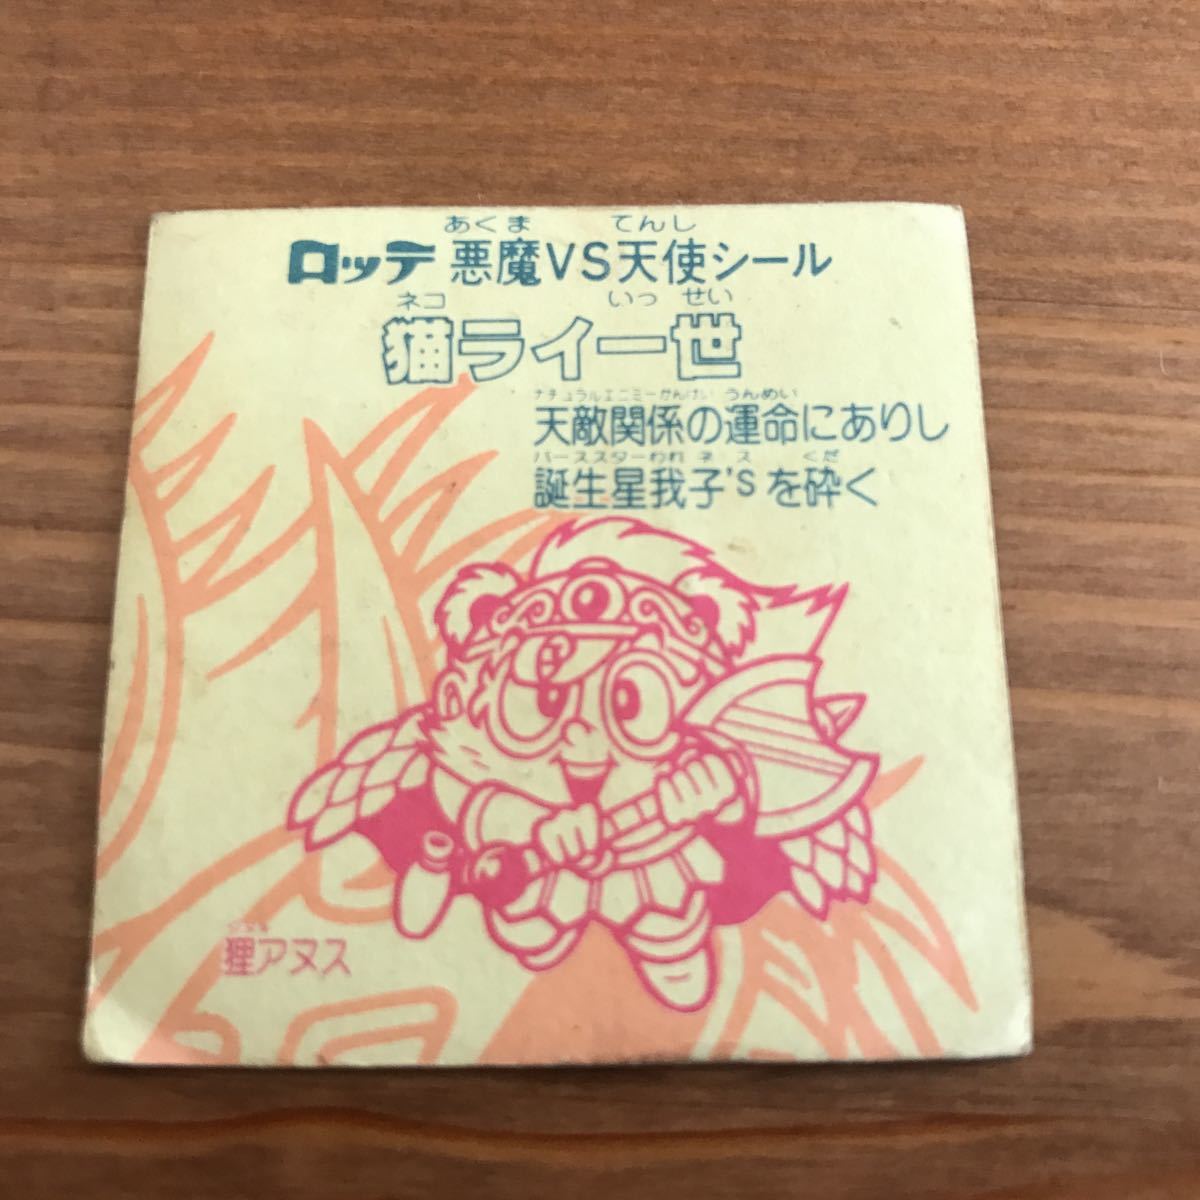 あくま てんし
ロッテ 悪魔VS天使シール
ネコ いっ せい
猫ライ一世
ナチュラルエニミーかんけい うんめい
天敵関係の運命にありし
バーススターわれ ネ ス くだ
誕生星我子'sを砕く
狸アヌス